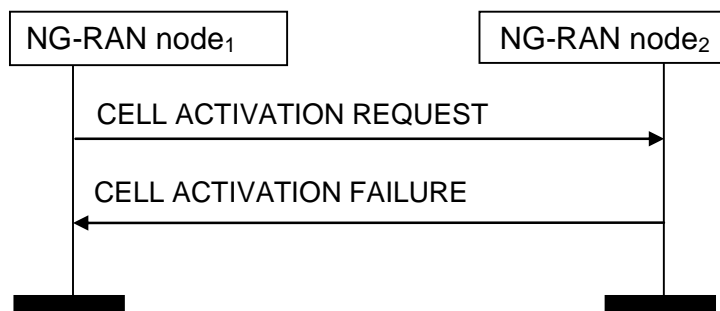 NG-RAN node₁
NG-RAN node₂
CELL ACTIVATION REQUEST
CELL ACTIVATION FAILURE